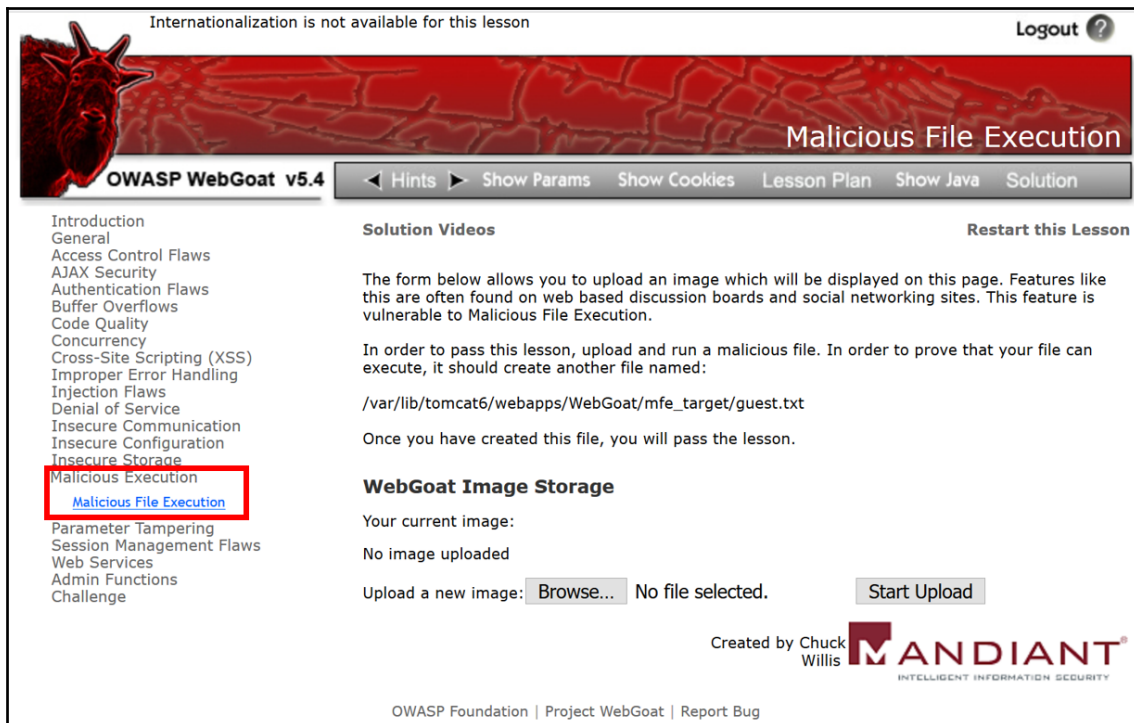 Internationalization is not available for this lesson
Logout ?
Malicious File Execution
OWASP WebGoat v5.4
Hints Show Params Show Cookies Lesson Plan Show Java Solution
Introduction
General
Access Control Flaws
AJAX Security
Authentication Flaws
Buffer Overflows
Code Quality
Concurrency
Cross-Site Scripting (XSS)
Improper Error Handling
Injection Flaws
Denial of Service
Insecure Communication
Insecure Configuration
Insecure Storage
Malicious Execution
Malicious File Execution
Parameter Tampering
Session Management Flaws
Web Services
Admin Functions
Challenge
Solution Videos
Restart this Lesson
The form below allows you to upload an image which will be displayed on this page. Features like
this are often found on web based discussion boards and social networking sites. This feature is
vulnerable to Malicious File Execution.
In order to pass this lesson, upload and run a malicious file. In order to prove that your file can
execute, it should create another file named:
/var/lib/tomcat6/webapps/WebGoat/mfe_target/guest.txt
Once you have created this file, you will pass the lesson.
WebGoat Image Storage
Your current image:
No image uploaded
Upload a new image: Browse... No file selected. Start Upload
Created by Chuck
Willis
MANDIANT®
INTELLIGENT INFORMATION SECURITY
OWASP Foundation | Project WebGoat | Report Bug